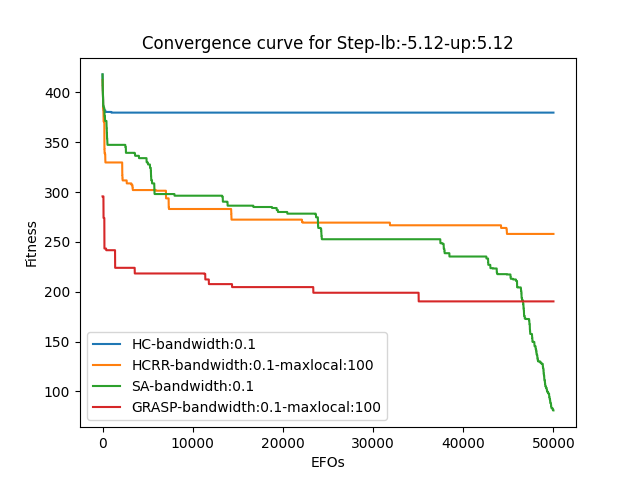 Convergence curve for Step-lb:-5.12-up:5.12
Fitness
400
350
300
250
200
150
100
HC-bandwidth:0.1
HCRR-bandwidth:0.1-maxlocal:100
SA-bandwidth:0.1
GRASP-bandwidth:0.1-maxlocal:100
0 10000 20000 30000 40000 50000
EFOs